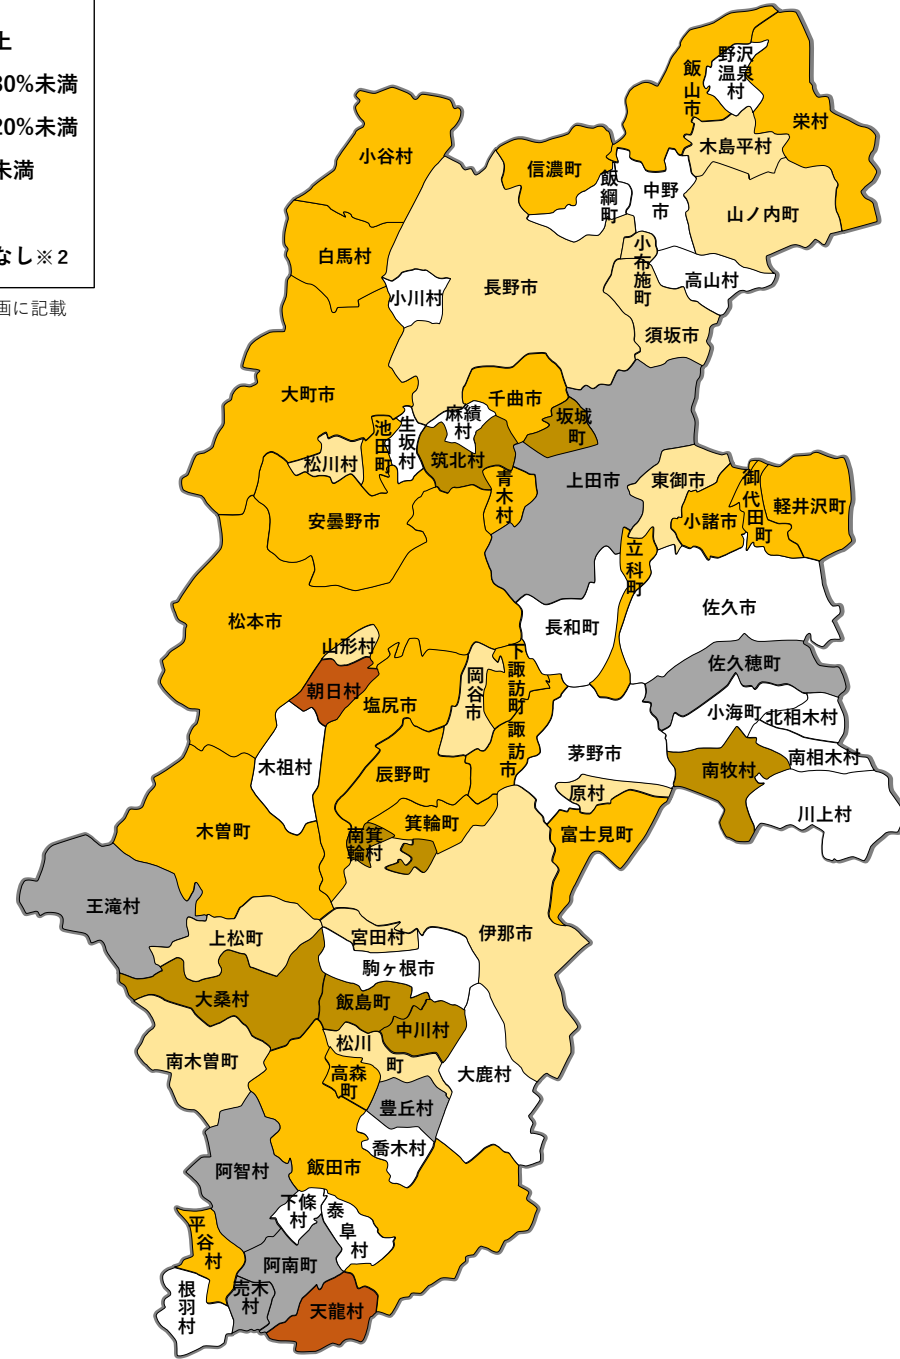 上
30%未満
20%未満
未満
なし※2
画に記載
野沢
温泉
村
飯山市
栄村
木島平村
小谷村
信濃町
飯綱町
中野
市
山ノ内町
白馬村
小布施町
高山村
長野市
小川村
須坂市
大町市
千曲市
坂城
町
麻績
村
生坂村
池田町
松川村
筑北村
青木村
上田市
東御市
御代田町
軽井沢町
小諸市
安曇野市
立科町
松本市
長和町
佐久市
山形村
下諏訪町
佐久穂町
朝日村
岡谷市
塩尻市
小海町
北相木村
諏訪市
茅野市
南相木村
木祖村
辰野町
南牧村
原村
川上村
木曽町
箕輪町
南箕
輪村
富士見町
王滝村
上松町
宮田村
伊那市
駒ヶ根市
大桑村
飯島町
中川村
松川
町
南木曽町
高森
町
大鹿村
豊丘村
喬木村
阿智村
飯田市
下條
村
泰阜村
平谷村
阿南町
売木
村
根羽村
天龍村